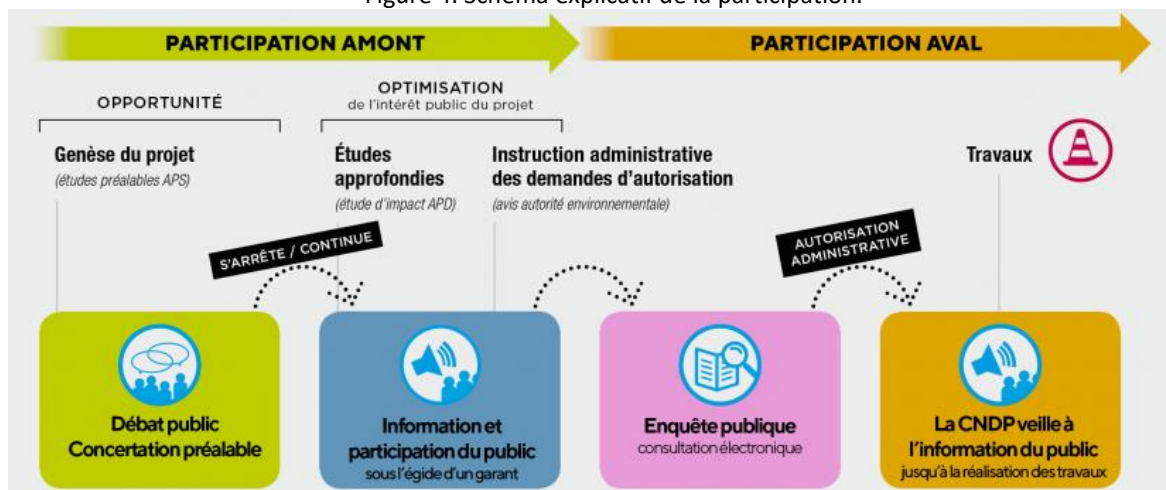 Figure 4. Schéma explicatif de la participation.
PARTICIPATION AMONT
PARTICIPATION AVAL
OPPORTUNITÉ
OPTIMISATION
de l'intérêt public du projet
Genèse du projet
(études préalables APS)
Études
approfondies
(étude d'impact APD)
Instruction administrative
des demandes d'autorisation
(avis autorité environnementale)
Travaux
S'ARRÊTE / CONTINUE
AUTORISATION
ADMINISTRATIVE
Débat public
Concertation préalable
Information et
participation du public
sous l'égide d'un garant
Enquête publique
consultation électronique
La CNDP veille à
l'information du public
jusqu'à la réalisation des travaux